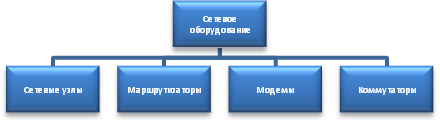 Сетевое
оборудование
Сетевые узлы
Маршрутизаторы
Модемы
Коммутаторы